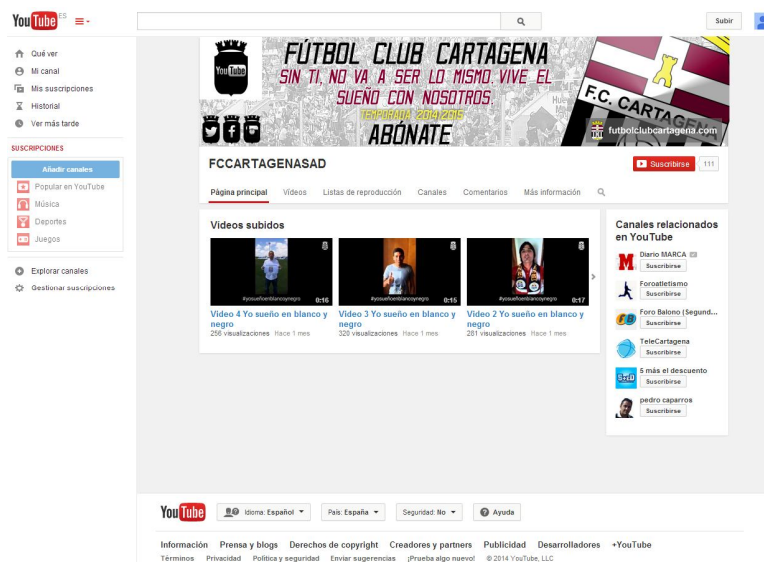 YouTube ES
Subir
Qué ver
Mi canal
Mis suscripciones
Historial
Ver más tarde
SUSCRIPCIONES
Añadir canales
Popular en YouTube
Música
Deportes
Juegos
Explorar canales
Gestionar suscripciones
YouTube
FÚTBOL CLUB CARTAGENA
SIN TI, NO VA A SER LO MISMO. VIVE EL
SUEÑO CON NOSOTROS.
TEMPORADA 2014/2015
ABÓNATE
F.C. CARTAGENA
futbolclubcartagena.com
FCCARTAGENASAD
Suscribirse 111
Página principal Vídeos Listas de reproducción Canales Comentarios Más información
Vídeos subidos
#yosueñoenblancoynegro 0:16
#yosueñoenblancoynegro 0:15
#yosueñoenblancoynegro 0:17
Video 4 Yo sueño en blanco y
negro
256 visualizaciones Hace 1 mes
Video 3 Yo sueño en blanco y
negro
320 visualizaciones Hace 1 mes
Video 2 Yo sueño en blanco y
negro
281 visualizaciones Hace 1 mes
Canales relacionados
en YouTube
Diario MARCA
Suscribirse
Foroatletismo
Suscribirse
Foro Balono (Segund...
Suscribirse
TeleCartagena
Suscribirse
5 más el descuento
Suscribirse
pedro caparros
Suscribirse
YouTube Idioma: Español País: España Seguridad: No Ayuda
Información Prensa y blogs Derechos de copyright Creadores y partners Publicidad Desarrolladores +YouTube
Términos Privacidad Política y seguridad Enviar sugerencias ¡Prueba algo nuevo! © 2014 YouTube, LLC